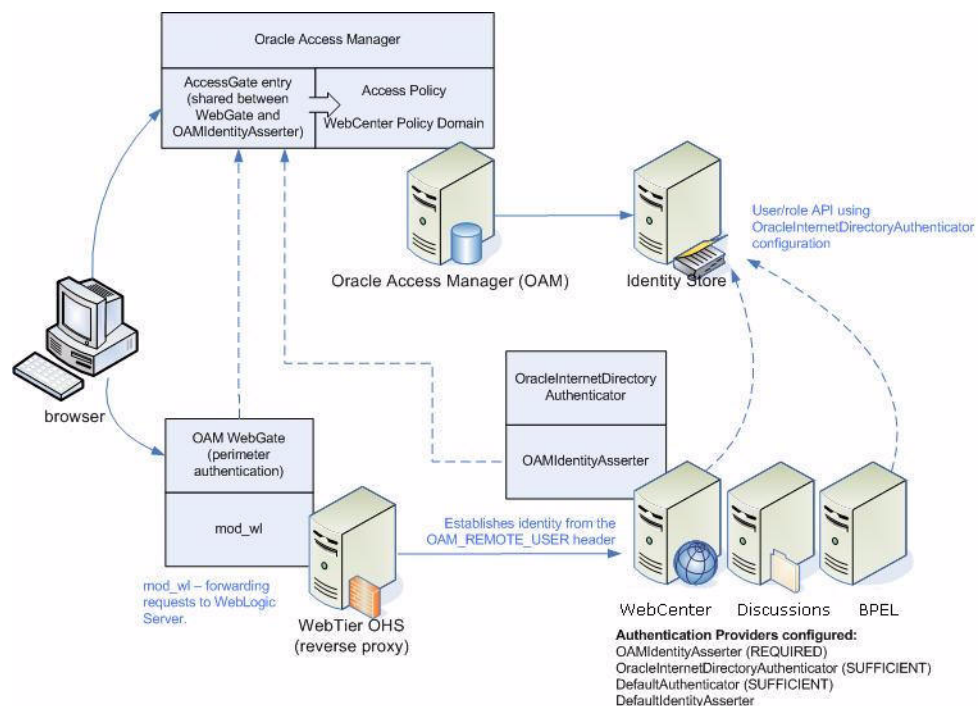 Oracle Access Manager
AccessGate entry
(shared between
WebGate and
OAMIdentityAsserter)
Access Policy
WebCenter Policy Domain
User/role API using
OracleInternetDirectoryAuthenticator
configuration
Oracle Access Manager (OAM)
Identity Store
browser
OracleInternetDirectory
Authenticator
OAMIdentityAsserter
OAM WebGate
(perimeter
authentication)
mod_wl
Establishes identity from the
OAM_REMOTE_USER header
mod_wl – forwarding
requests to WebLogic
Server.
WebTier OHS
(reverse proxy)
WebCenter
Discussions
BPEL
Authentication Providers configured:
OAMIdentityAsserter (REQUIRED)
OracleInternetDirectoryAuthenticator (SUFFICIENT)
DefaultAuthenticator (SUFFICIENT)
DefaultIdentityAsserter